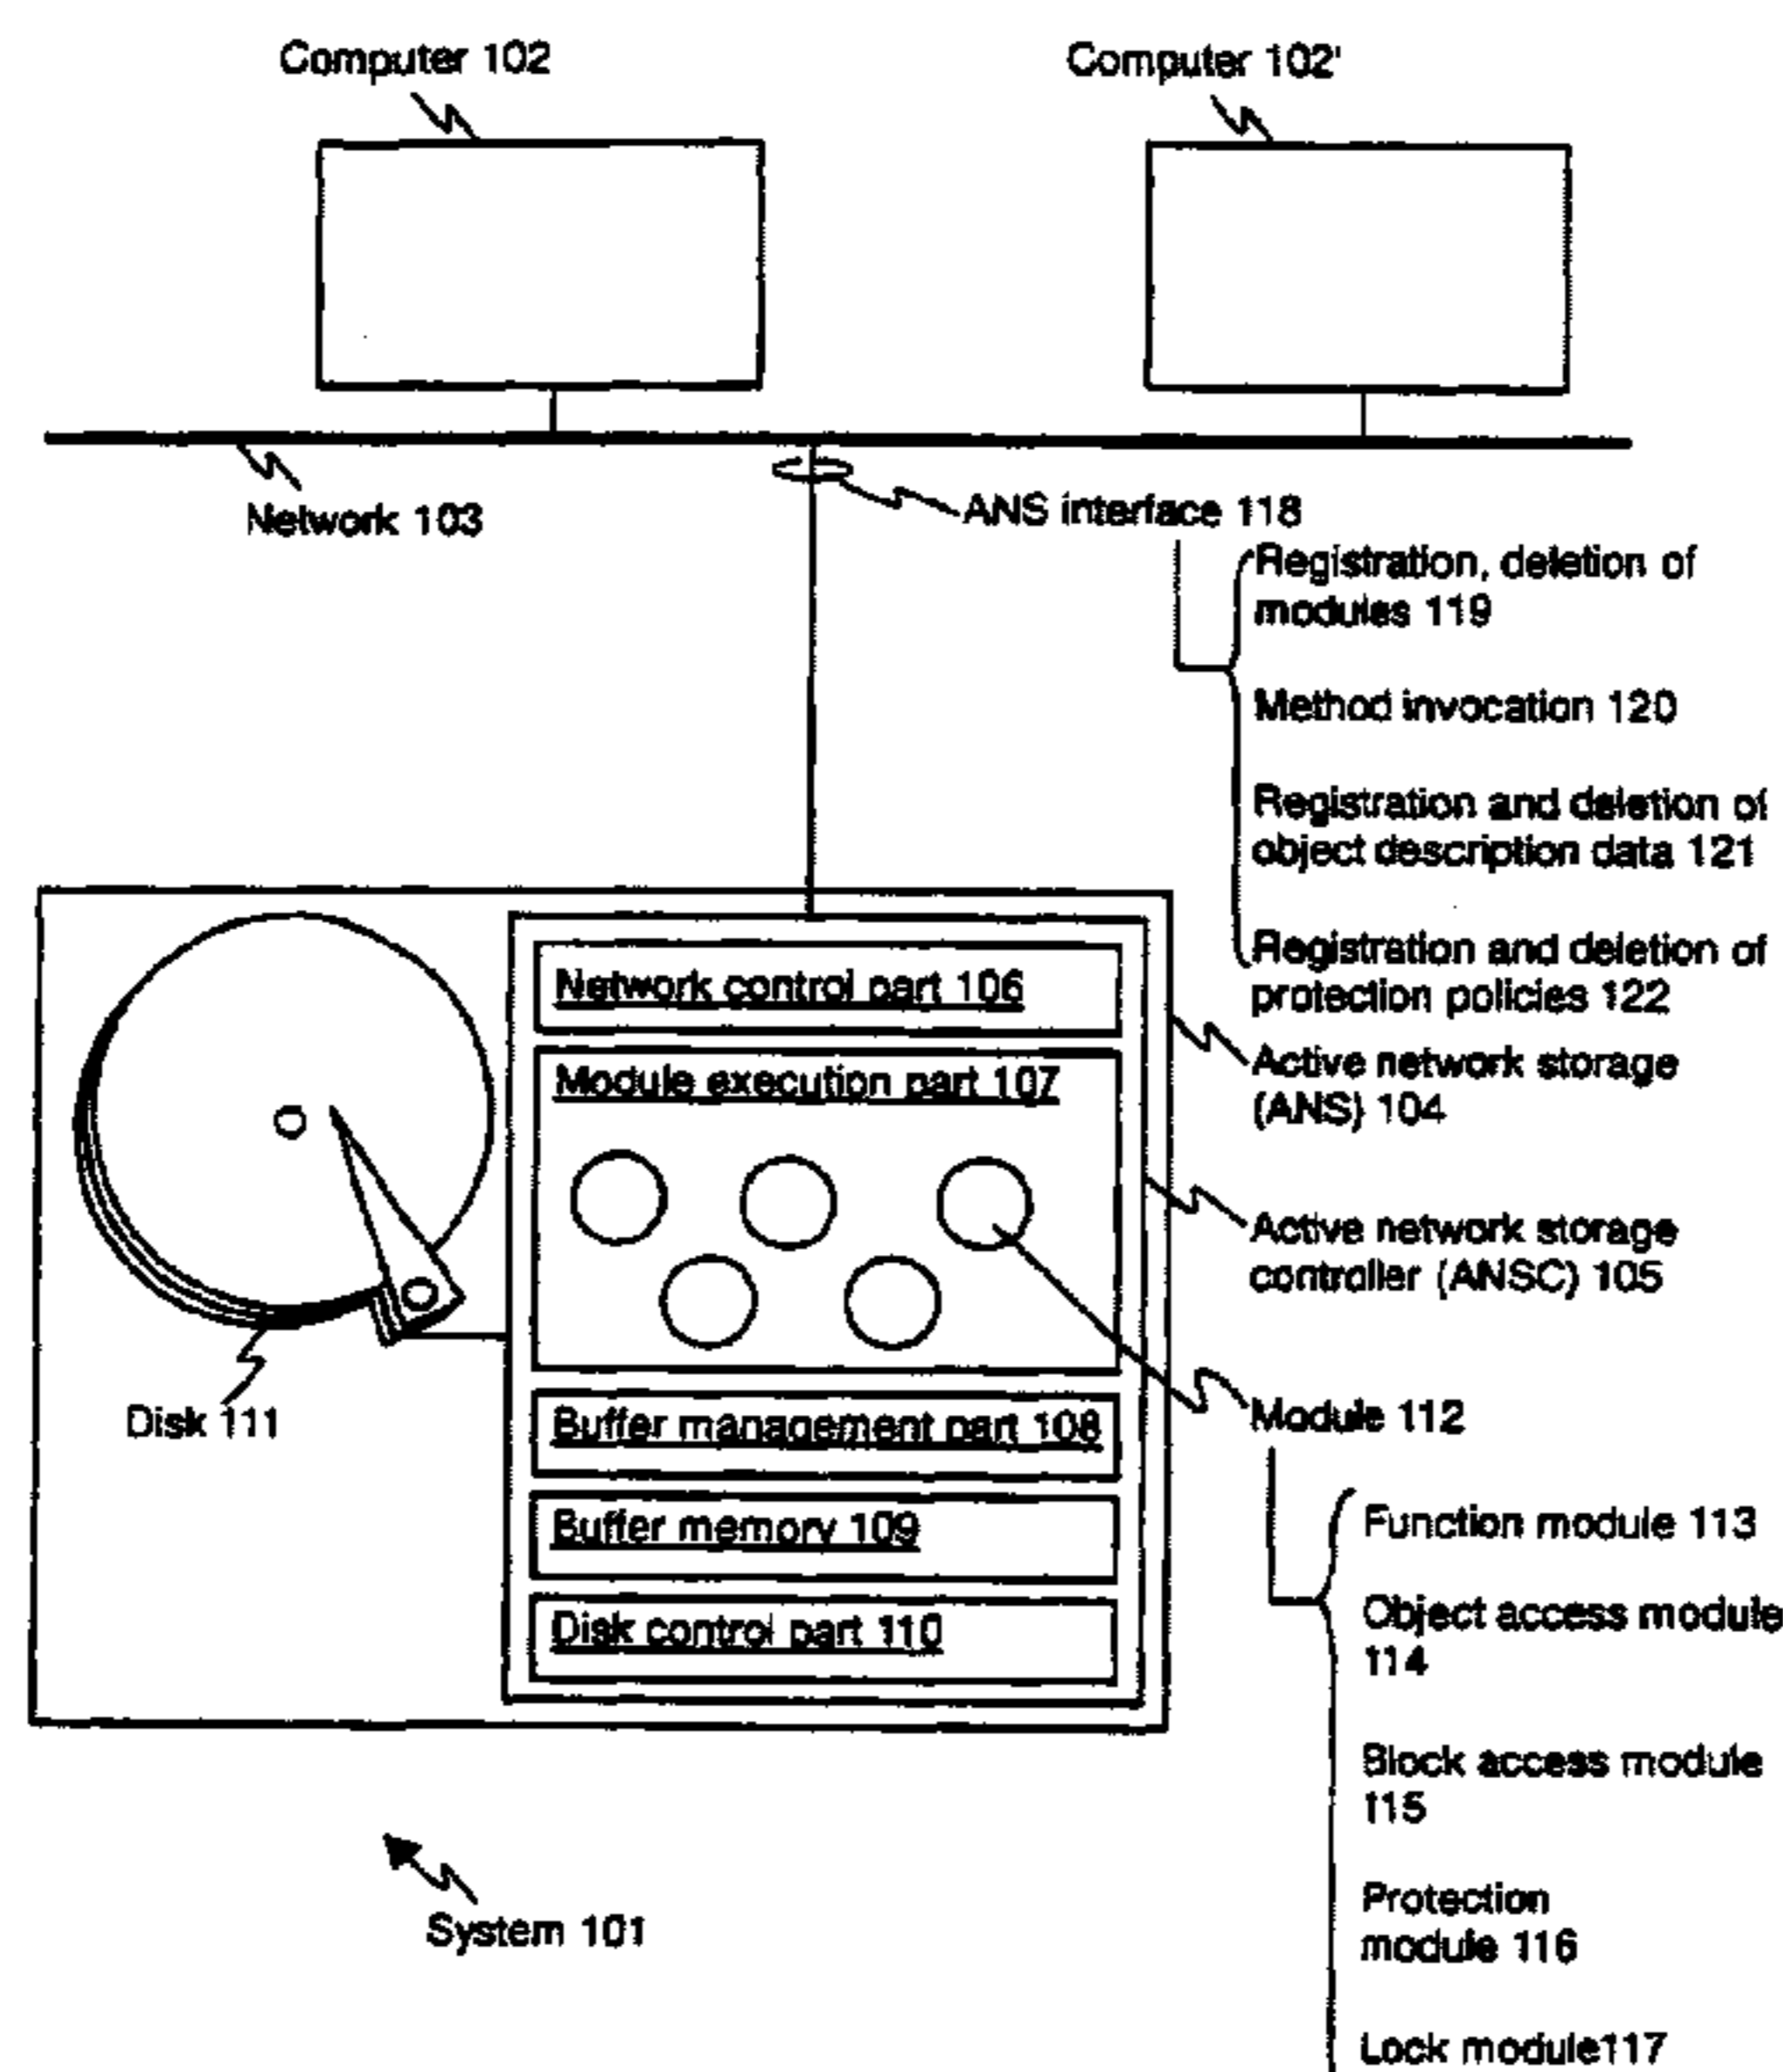 Computer 102
Computer 102'
Network 103
ANS interface 118
Registration, deletion of
modules 119
Method invocation 120
Registration and deletion of
object description data 121
Registration and deletion of
protection policies 122
Network control part 106
Module execution part 107
Active network storage
(ANS) 104
Active network storage
controller (ANSC) 105
Disk 111
Buffer management part 108
Module 112
Buffer memory 109
Function module 113
Disk control part 110
Object access module
114
Block access module
115
Protection
module 116
System 101
Lock module117